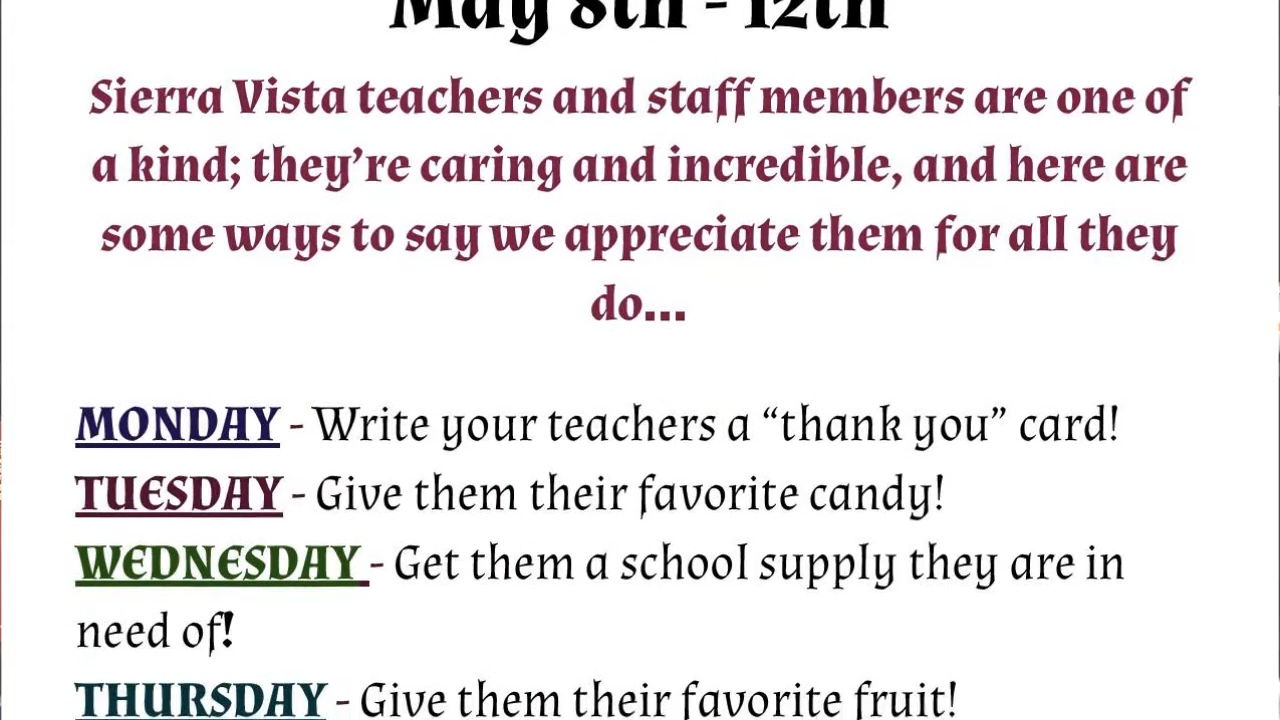 May 8th - 12th
Sierra Vista teachers and staff members are one of
a kind; they’re caring and incredible, and here are
some ways to say we appreciate them for all they
do...
MONDAY - Write your teachers a “thank you” card!
TUESDAY - Give them their favorite candy!
WEDNESDAY - Get them a school supply they are in
need of!
THURSDAY - Give them their favorite fruit!